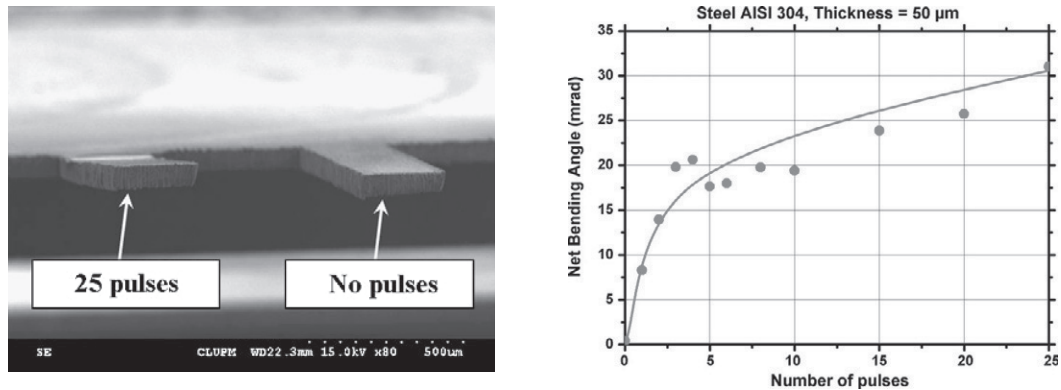 25 pulses
No pulses
SE CLUPM WD22.3mm 15.0kV x80 500um
Steel AISI 304, Thickness = 50 µm
Net Bending Angle (mrad)
35
30
25
20
15
10
5
0
0 5 10 15 20 25
Number of pulses